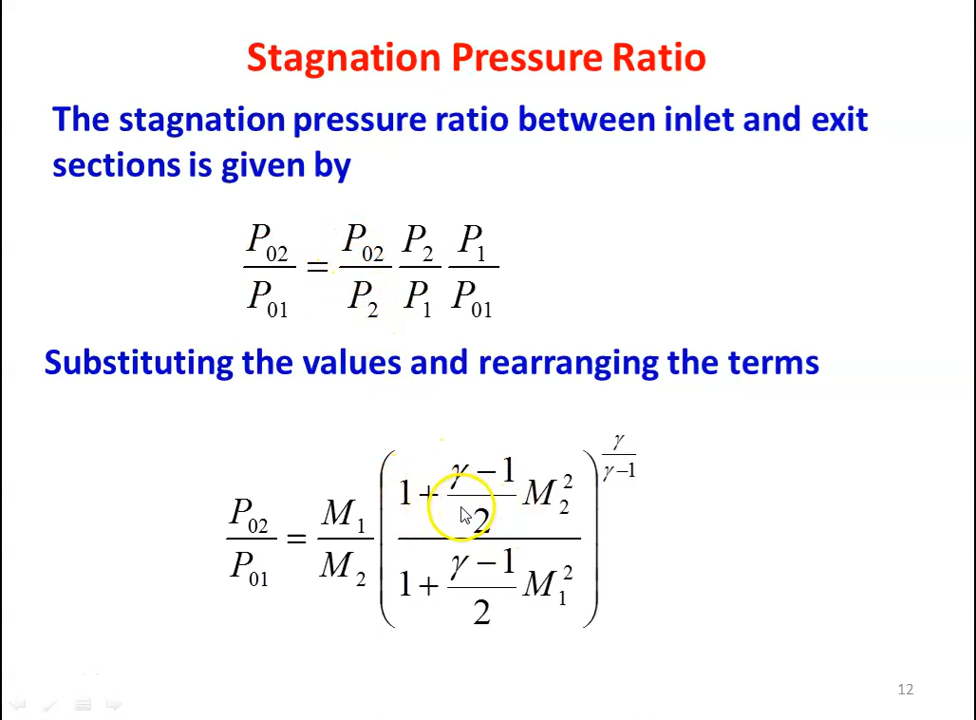 Stagnation Pressure Ratio
The stagnation pressure ratio between inlet and exit
sections is given by
P₀₂/P₀₁ = P₀₂/P₂ P₂/P₁ P₁/P₀₁
Substituting the values and rearranging the terms
P₀₂/P₀₁ = M₁/M₂ ((1 + (γ−1)/2 M₂²)/(1 + (γ−1)/2 M₁²))^(γ/(γ−1))
12